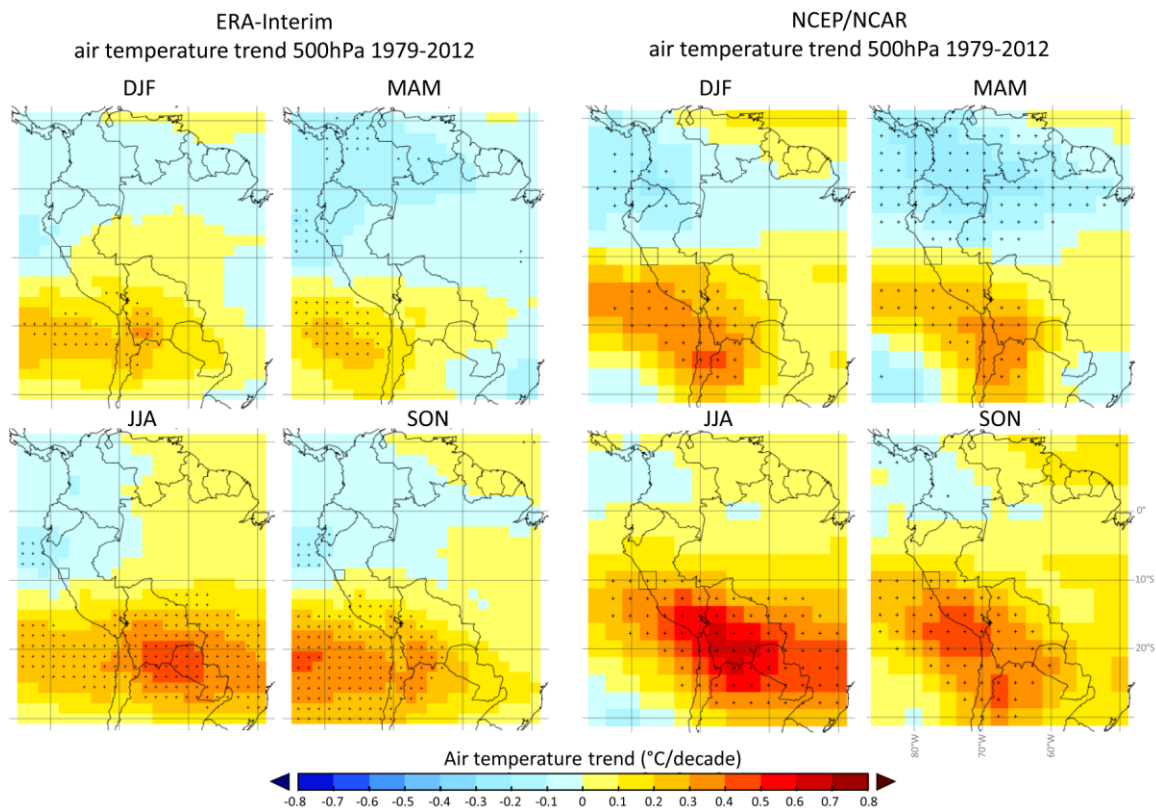 ERA-Interim
air temperature trend 500hPa 1979-2012
NCEP/NCAR
air temperature trend 500hPa 1979-2012
DJF
MAM
DJF
MAM
JJA
SON
JJA
SON
0°
10°S
20°S
80°W
70°W
60°W
Air temperature trend (°C/decade)
-0.8 -0.7 -0.6 -0.5 -0.4 -0.3 -0.2 -0.1 0 0.1 0.2 0.3 0.4 0.5 0.6 0.7 0.8